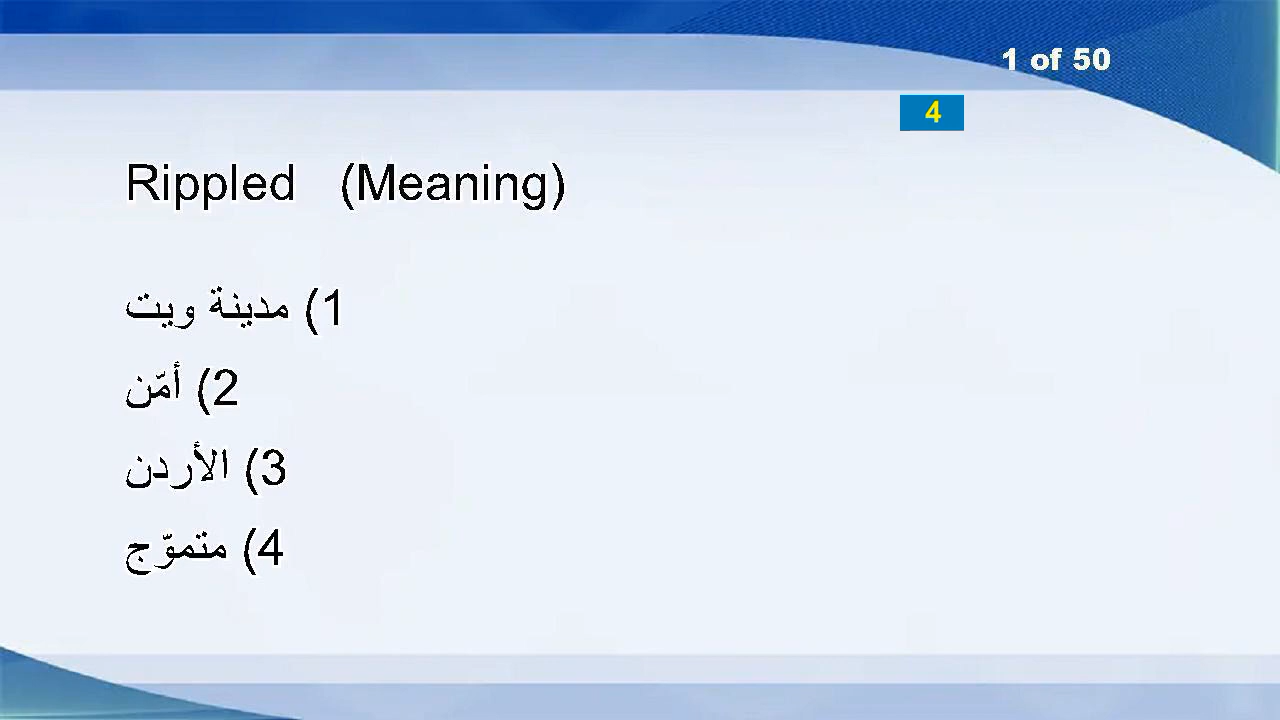 1 of 50
4
Rippled (Meaning)
1) مدينة ويت
2) أمّن
3) الأردن
4) متموّج